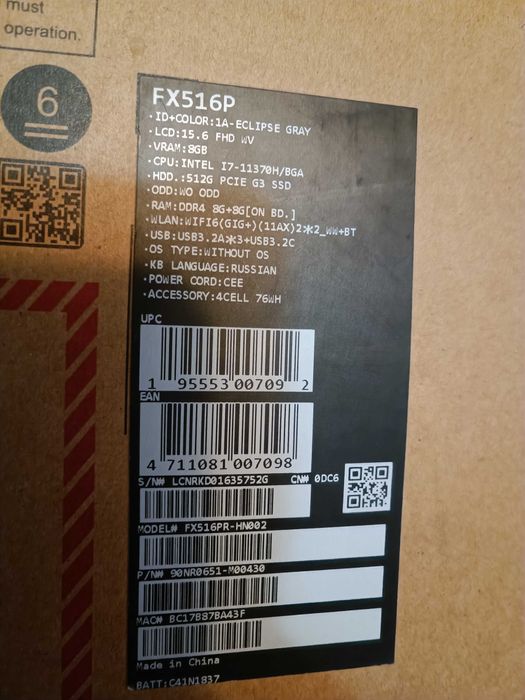 must
operation.
6
FX516P
·ID+COLOR:1A-ECLIPSE GRAY
·LCD:15.6 FHD WV
·VRAM:8GB
·CPU:INTEL I7-11370H/BGA
·HDD.:512G PCIE G3 SSD
·ODD:WO ODD
·RAM:DDR4 8G+8G[ON BD.]
·WLAN:WIFI6(GIG+)(11AX)2*2_WW+BT
·USB:USB3.2A*3+USB3.2C
·OS TYPE:WITHOUT OS
·KB LANGUAGE:RUSSIAN
·POWER CORD:CEE
·ACCESSORY:4CELL 76WH
UPC
1 95553 00709 2
EAN
4 711081 007098
S/N# LCNRKD01635752G CN# 0DC6
MODEL# FX516PR-HN002
P/N# 90NR0651-M00430
MAC# BC17B87BA43F
Made in China
BATT:C41N1837